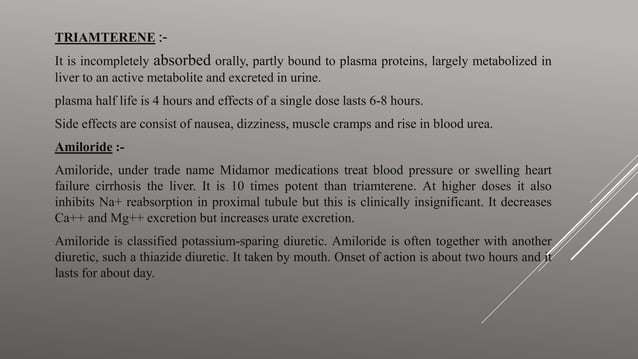 TRIAMTERENE :-
It is incompletely absorbed orally, partly bound to plasma proteins, largely metabolized in
liver to an active metabolite and excreted in urine.
plasma half life is 4 hours and effects of a single dose lasts 6-8 hours.
Side effects are consist of nausea, dizziness, muscle cramps and rise in blood urea.
Amiloride :-
Amiloride, under trade name Midamor medications treat blood pressure or swelling heart
failure cirrhosis the liver. It is 10 times potent than triamterene. At higher doses it also
inhibits Na+ reabsorption in proximal tubule but this is clinically insignificant. It decreases
Ca++ and Mg++ excretion but increases urate excretion.
Amiloride is classified potassium-sparing diuretic. Amiloride is often together with another
diuretic, such a thiazide diuretic. It taken by mouth. Onset of action is about two hours and it
lasts for about day.